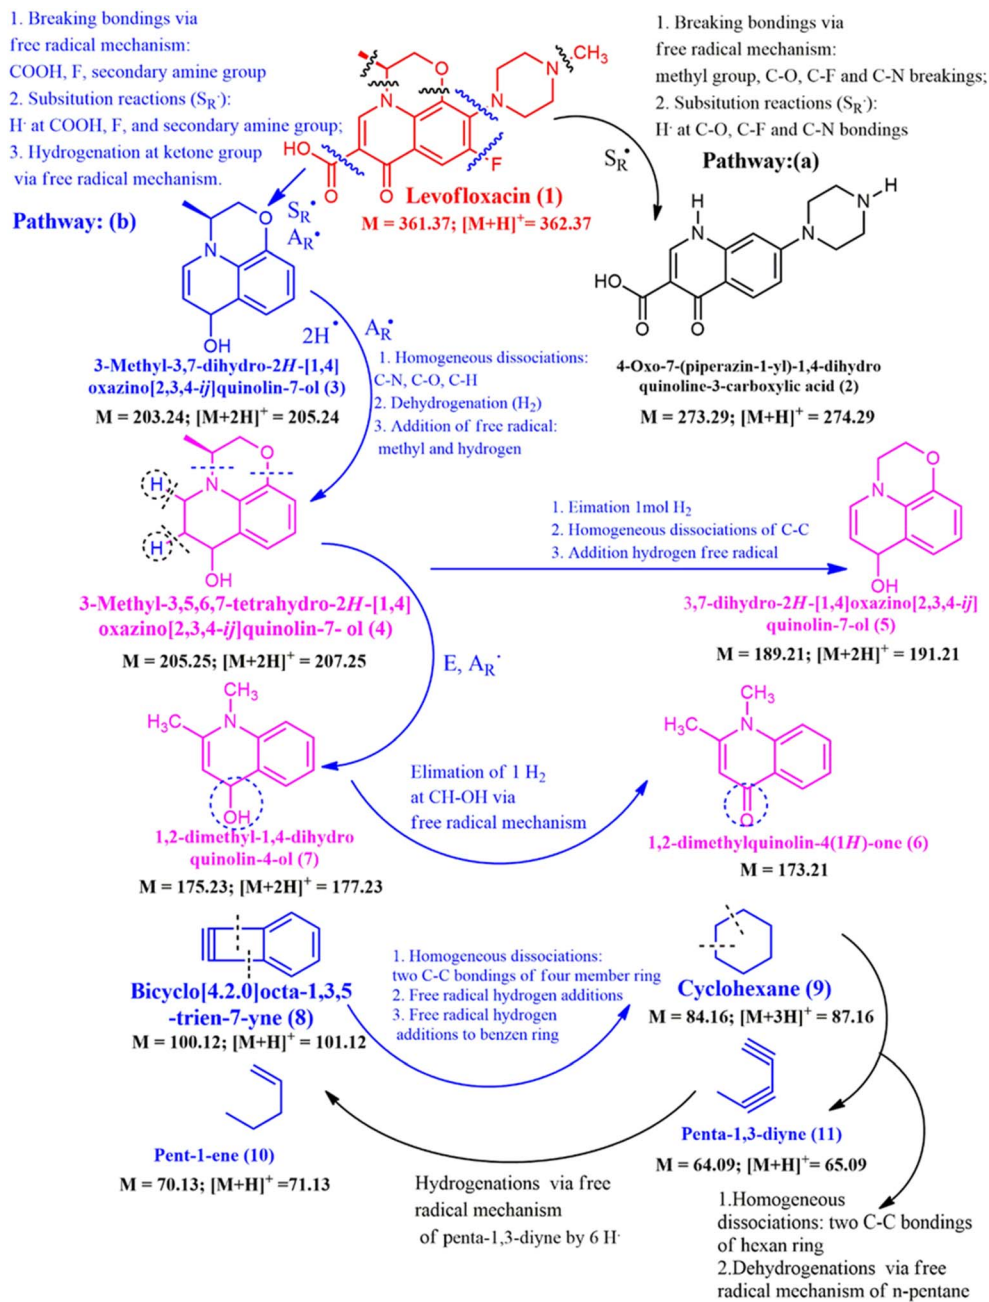 1. Breaking bondings via
free radical mechanism:
COOH, F, secondary amine group
2. Subsitution reactions (SR·):
H· at COOH, F, and secondary amine group;
3. Hydrogenation at ketone group
via free radical mechanism.
Pathway: (b)
O
N
N
N
CH3
HO
O
O
F
Levofloxacin (1)
M = 361.37; [M+H]+= 362.37
1. Breaking bondings via
free radical mechanism:
methyl group, C-O, C-F and C-N breakings;
2. Subsitution reactions (SR·):
H· at C-O, C-F and C-N bondings
Pathway:(a)
SR·
H
N
N
N
H
HO
O
O
4-Oxo-7-(piperazin-1-yl)-1,4-dihydro
quinoline-3-carboxylic acid (2)
M = 273.29; [M+H]+ = 274.29
SR·
AR·
O
N
OH
3-Methyl-3,7-dihydro-2H-[1,4]
oxazino[2,3,4-ij]quinolin-7-ol (3)
M = 203.24; [M+2H]+ = 205.24
2H·
AR·
1. Homogeneous dissociations:
C-N, C-O, C-H
2. Dehydrogenation (H2)
3. Addition of free radical:
methyl and hydrogen
O
N
H
H
OH
3-Methyl-3,5,6,7-tetrahydro-2H-[1,4]
oxazino[2,3,4-ij]quinolin-7- ol (4)
M = 205.25; [M+2H]+ = 207.25
1. Eimation 1mol H2
2. Homogeneous dissociations of C-C
3. Addition hydrogen free radical
O
N
OH
3,7-dihydro-2H-[1,4]oxazino[2,3,4-ij]
quinolin-7-ol (5)
M = 189.21; [M+2H]+ = 191.21
E, AR·
CH3
H3C
N
OH
1,2-dimethyl-1,4-dihydro
quinolin-4-ol (7)
M = 175.23; [M+2H]+ = 177.23
Elimation of 1 H2
at CH-OH via
free radical mechanism
CH3
H3C
N
O
1,2-dimethylquinolin-4(1H)-one (6)
M = 173.21
Bicyclo[4.2.0]octa-1,3,5
-trien-7-yne (8)
M = 100.12; [M+H]+ = 101.12
1. Homogeneous dissociations:
two C-C bondings of four member ring
2. Free radical hydrogen additions
3. Free radical hydrogen
additions to benzen ring
Cyclohexane (9)
M = 84.16; [M+3H]+ = 87.16
Pent-1-ene (10)
M = 70.13; [M+H]+ =71.13
Hydrogenations via free
radical mechanism
of penta-1,3-diyne by 6 H·
Penta-1,3-diyne (11)
M = 64.09; [M+H]+= 65.09
1.Homogeneous
dissociations: two C-C bondings
of hexan ring
2.Dehydrogenations via free
radical mechanism of n-pentane